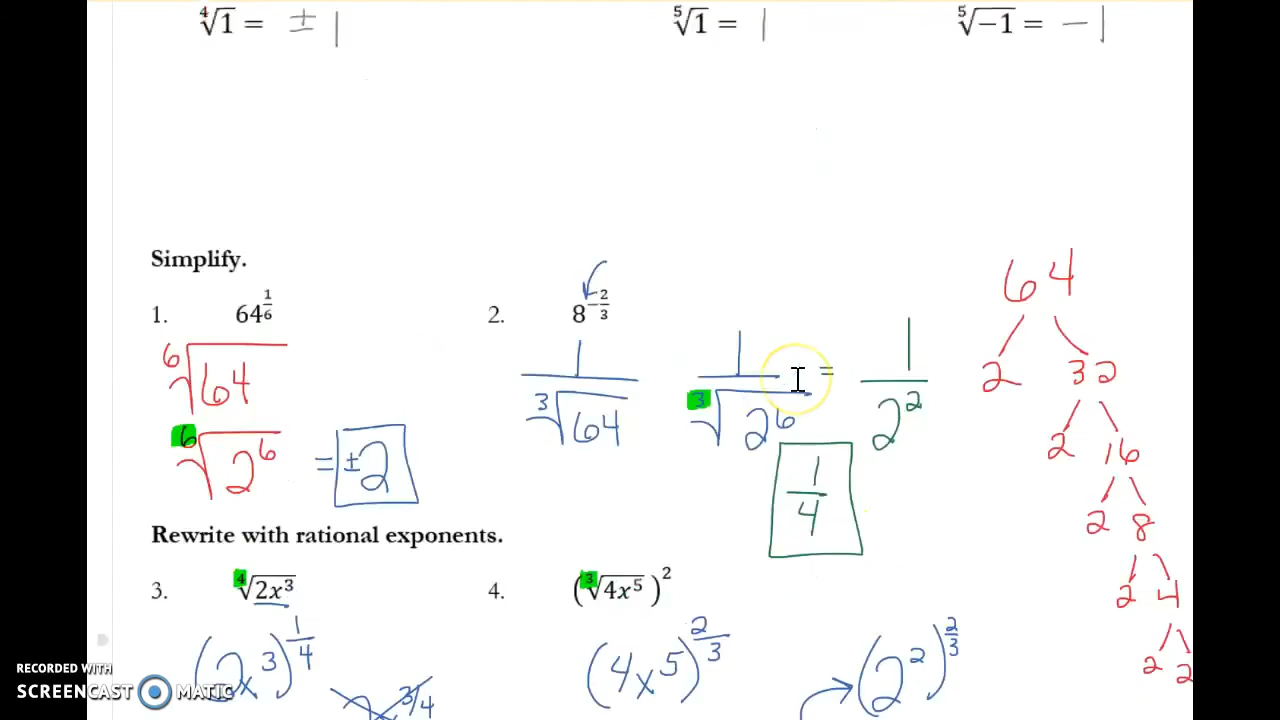 ⁴√1 = ± 1
⁵√1 = 1
⁵√−1 = − 1
Simplify.
1. 64^(1/6)
⁶√64
⁶√2⁶ = ±2
2. 8^(−2/3)
1/³√64
1/³√2⁶ = 1/2²
1/4
64
2 32
2 16
2 8
2 4
2 2
Rewrite with rational exponents.
3. ⁴√2x³
(2x³)^(1/4)
4. (³√4x⁵)²
(4x⁵)^(2/3)
(2²)^(2/3)
RECORDED WITH
SCREENCAST MATIC